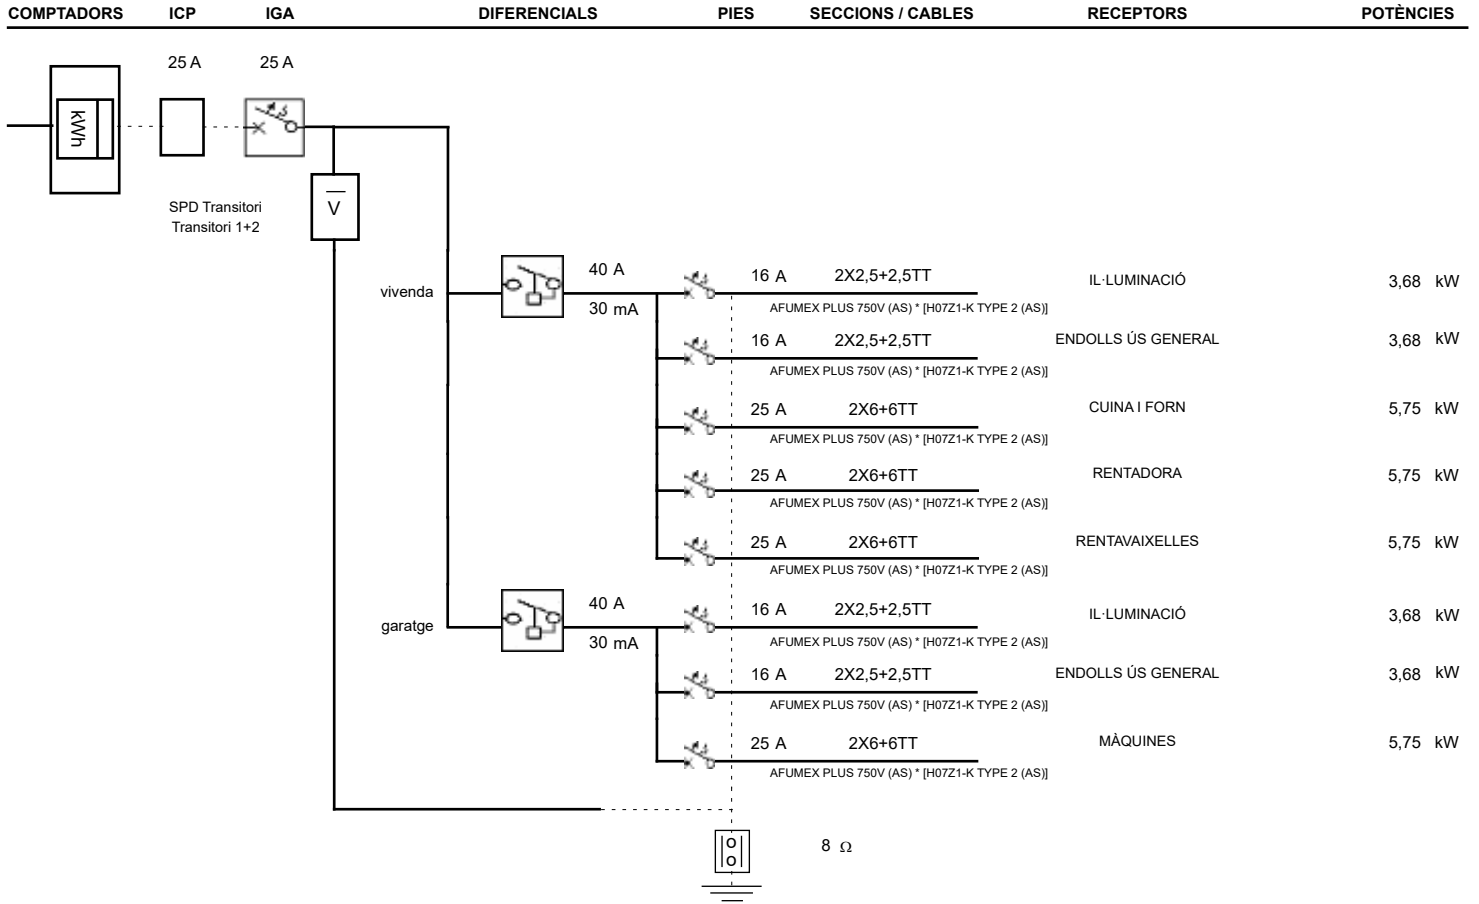 COMPTADORS ICP IGA DIFERENCIALS PIES SECCIONS / CABLES RECEPTORS POTÈNCIES
25 A 25 A
kWh
SPD Transitori
Transitori 1+2
V
vivenda
40 A
30 mA
16 A 2X2,5+2,5TT IL·LUMINACIÓ 3,68 kW
AFUMEX PLUS 750V (AS) * [H07Z1-K TYPE 2 (AS)]
16 A 2X2,5+2,5TT ENDOLLS ÚS GENERAL 3,68 kW
AFUMEX PLUS 750V (AS) * [H07Z1-K TYPE 2 (AS)]
25 A 2X6+6TT CUINA I FORN 5,75 kW
AFUMEX PLUS 750V (AS) * [H07Z1-K TYPE 2 (AS)]
25 A 2X6+6TT RENTADORA 5,75 kW
AFUMEX PLUS 750V (AS) * [H07Z1-K TYPE 2 (AS)]
25 A 2X6+6TT RENTAVAIXELLES 5,75 kW
AFUMEX PLUS 750V (AS) * [H07Z1-K TYPE 2 (AS)]
garatge
40 A
30 mA
16 A 2X2,5+2,5TT IL·LUMINACIÓ 3,68 kW
AFUMEX PLUS 750V (AS) * [H07Z1-K TYPE 2 (AS)]
16 A 2X2,5+2,5TT ENDOLLS ÚS GENERAL 3,68 kW
AFUMEX PLUS 750V (AS) * [H07Z1-K TYPE 2 (AS)]
25 A 2X6+6TT MÀQUINES 5,75 kW
AFUMEX PLUS 750V (AS) * [H07Z1-K TYPE 2 (AS)]
8 Ω